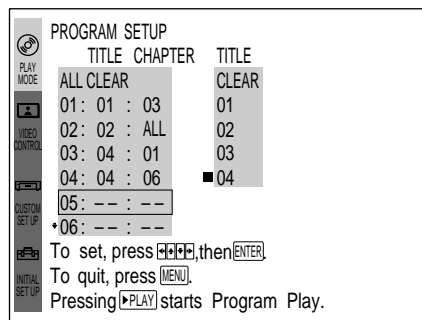 PROGRAM SETUP
TITLE CHAPTER TITLE
PLAY MODE
ALL CLEAR CLEAR
01: 01 : 03 01
02: 02 : ALL 02
VIDEO CONTROL
03: 04 : 01 03
04: 04 : 06 04
05: –– : ––
CUSTOM SET UP
06: –– : ––
To set, press ,then ENTER.
INITIAL SET UP
To quit, press MENU.
Pressing PLAY starts Program Play.